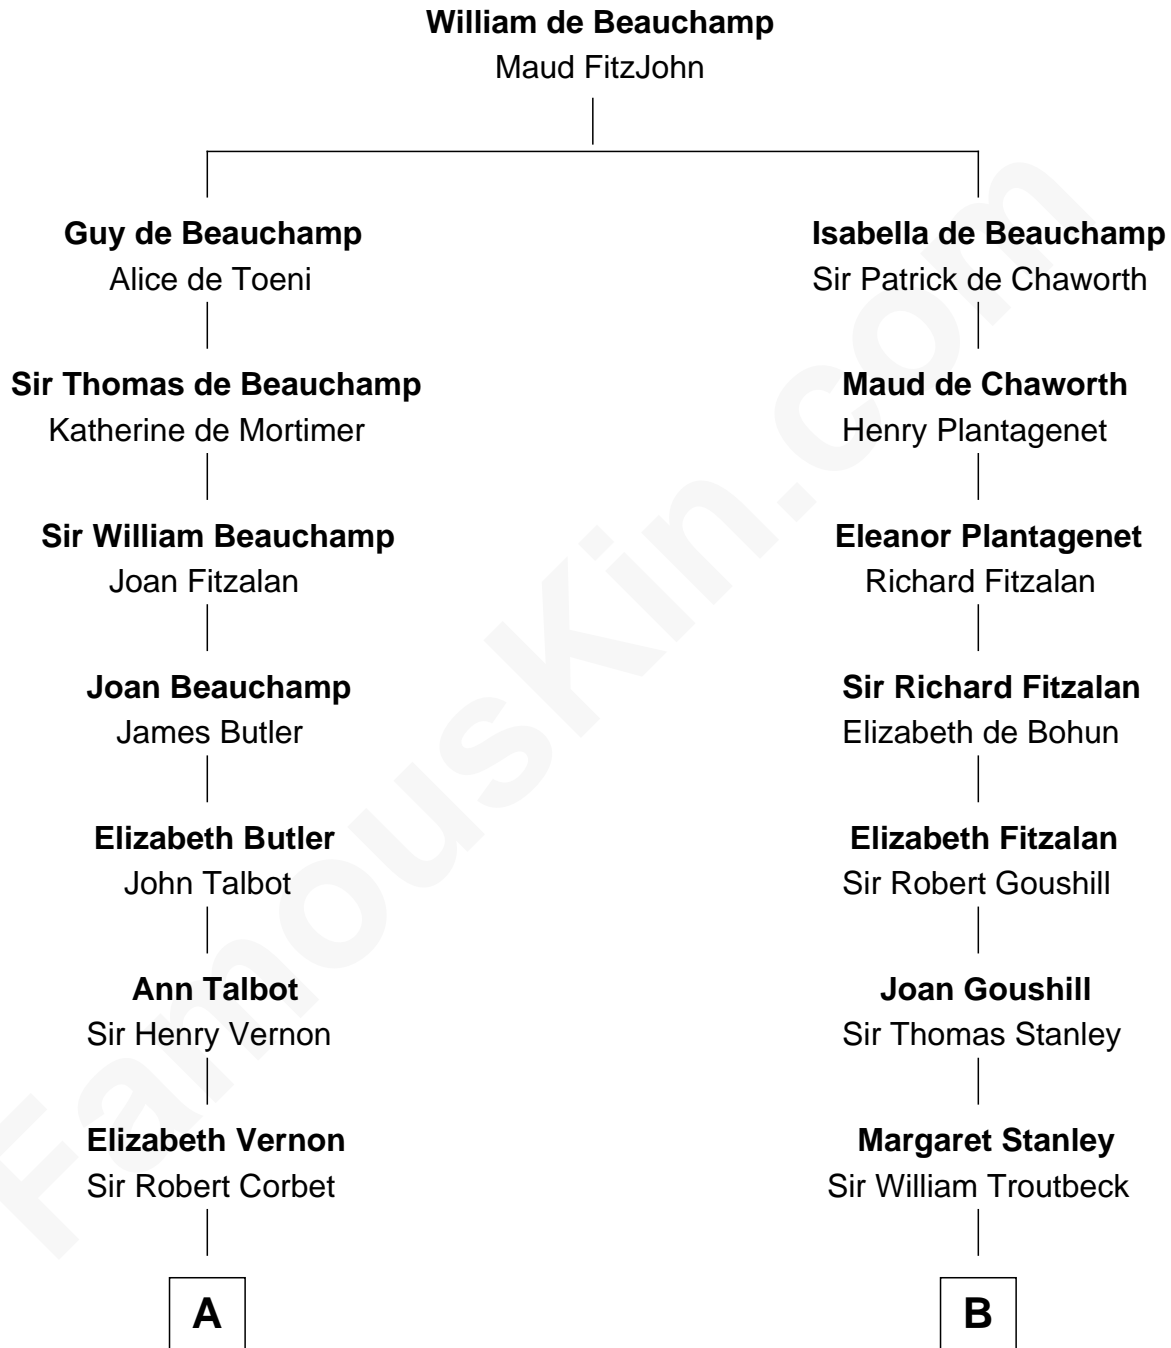 William de Beauchamp
Maud FitzJohn
Guy de Beauchamp
Alice de Toeni
Isabella de Beauchamp
Sir Patrick de Chaworth
Sir Thomas de Beauchamp
Katherine de Mortimer
Maud de Chaworth
Henry Plantagenet
Sir William Beauchamp
Joan Fitzalan
Eleanor Plantagenet
Richard Fitzalan
Joan Beauchamp
James Butler
Sir Richard Fitzalan
Elizabeth de Bohun
Elizabeth Butler
John Talbot
Elizabeth Fitzalan
Sir Robert Goushill
Ann Talbot
Sir Henry Vernon
Joan Goushill
Sir Thomas Stanley
Elizabeth Vernon
Sir Robert Corbet
Margaret Stanley
Sir William Troutbeck
A
B
FamousKin.com